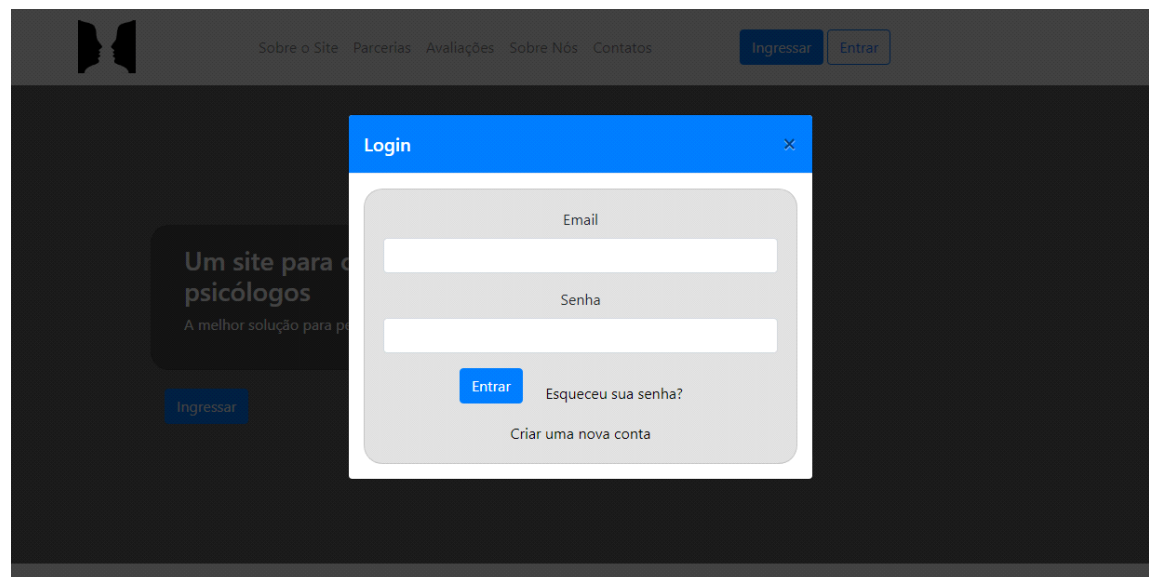 Sobre o Site Parcerias Avaliações Sobre Nós Contatos Ingressar Entrar
Login ×
Email
Senha
Entrar Esqueceu sua senha?
Criar uma nova conta
Um site para
psicólogos
A melhor solução para
Ingressar